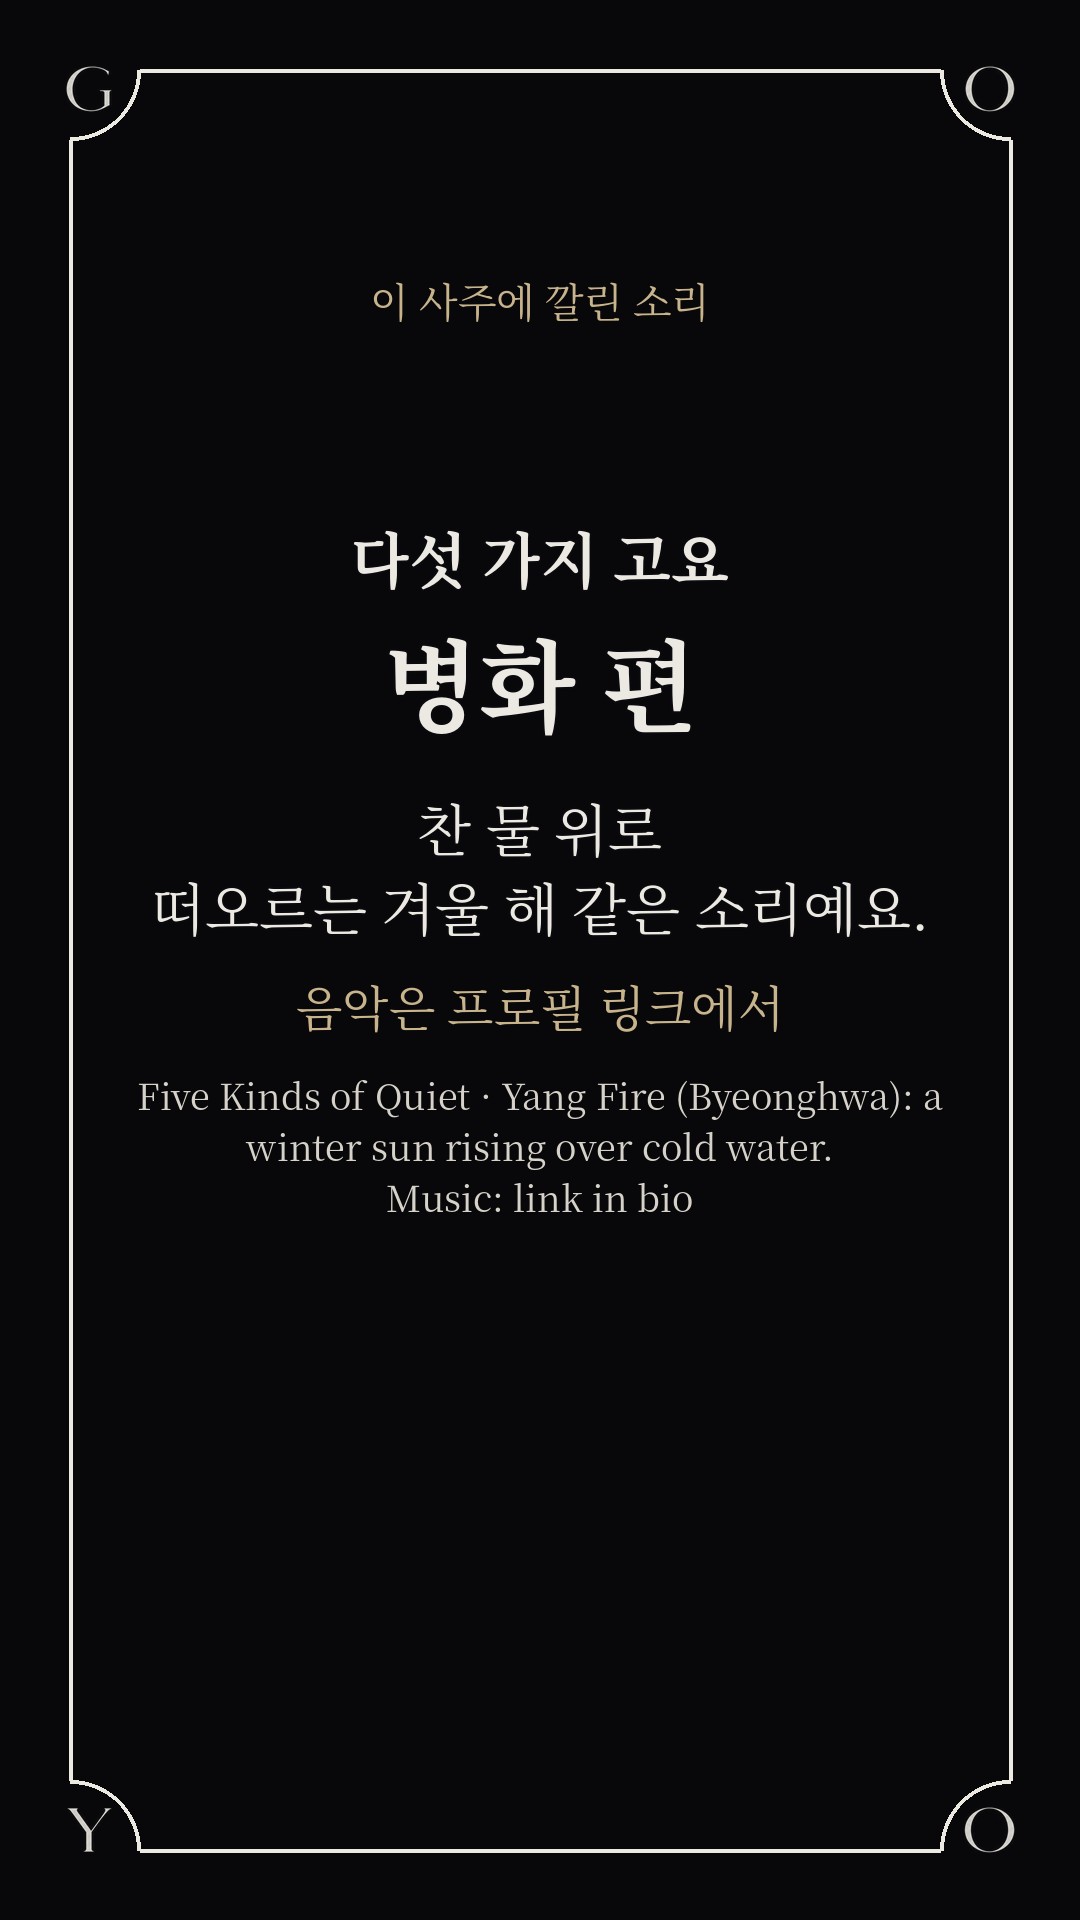 G O
이 사주에 깔린 소리
다섯 가지 고요
병화 편
찬 물 위로
떠오르는 겨울 해 같은 소리예요.
음악은 프로필 링크에서
Five Kinds of Quiet · Yang Fire (Byeonghwa): a
winter sun rising over cold water.
Music: link in bio
Y O